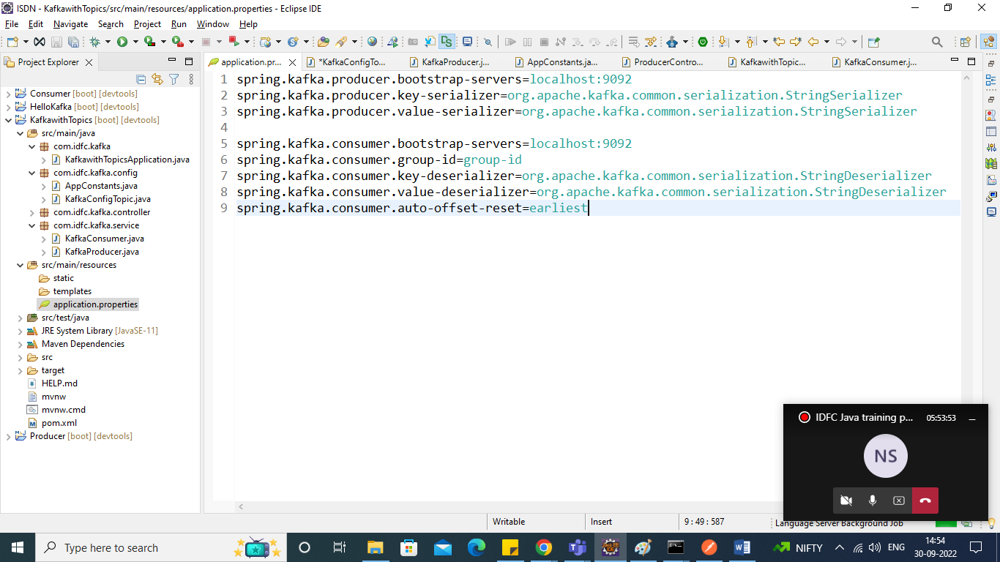 ISDN - KafkawithTopics/src/main/resources/application.properties - Eclipse IDE
File Edit Navigate Search Project Run Window Help
Project Explorer
application.pr...
*KafkaConfigTo...
KafkaProducer.j...
AppConstants.ja...
ProducerContro...
KafkawithTopic...
KafkaConsumer.j...
Consumer [boot] [devtools]
HelloKafka [boot] [devtools]
KafkawithTopics [boot] [devtools]
src/main/java
com.idfc.kafka
KafkawithTopicsApplication.java
com.idfc.kafka.config
AppConstants.java
KafkaConfigTopic.java
com.idfc.kafka.controller
com.idfc.kafka.service
KafkaConsumer.java
KafkaProducer.java
src/main/resources
static
templates
application.properties
src/test/java
JRE System Library [JavaSE-11]
Maven Dependencies
src
target
HELP.md
mvnw
mvnw.cmd
pom.xml
Producer [boot] [devtools]
1 spring.kafka.producer.bootstrap-servers=localhost:9092
2 spring.kafka.producer.key-serializer=org.apache.kafka.common.serialization.StringSerializer
3 spring.kafka.producer.value-serializer=org.apache.kafka.common.serialization.StringSerializer
4
5 spring.kafka.consumer.bootstrap-servers=localhost:9092
6 spring.kafka.consumer.group-id=group-id
7 spring.kafka.consumer.key-deserializer=org.apache.kafka.common.serialization.StringDeserializer
8 spring.kafka.consumer.value-deserializer=org.apache.kafka.common.serialization.StringDeserializer
9 spring.kafka.consumer.auto-offset-reset=earliest
IDFC Java training p... 05:53:53
NS
Writable Insert 9 : 49 : 587 Language Server Background Job
Type here to search
NIFTY ENG
14:54
30-09-2022